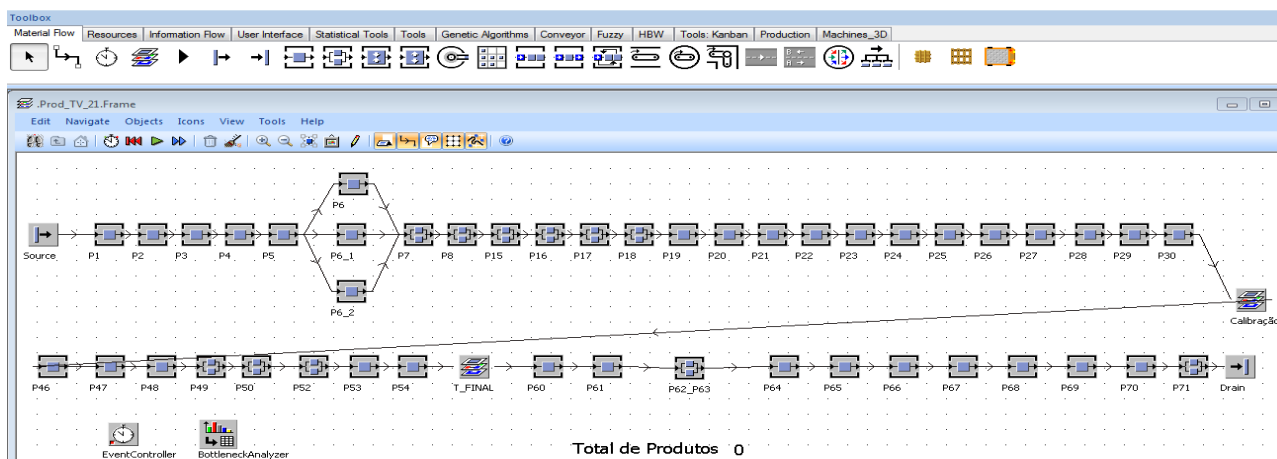 Toolbox
Material Flow Resources Information Flow User Interface Statistical Tools Tools Genetic Algorithms Conveyor Fuzzy HBW Tools: Kanban Production Machines_3D
.Prod_TV_21.Frame
Edit Navigate Objects Icons View Tools Help
P6
Source P1 P2 P3 P4 P5 P6_1 P7 P8 P15 P16 P17 P18 P19 P20 P21 P22 P23 P24 P25 P26 P27 P28 P29 P30
P6_2
Calibração
P46 P47 P48 P49 P50 P52 P53 P54 T_FINAL P60 P61 P62_P63 P64 P65 P66 P67 P68 P69 P70 P71 Drain
EventController BottleneckAnalyzer
Total de Produtos 0